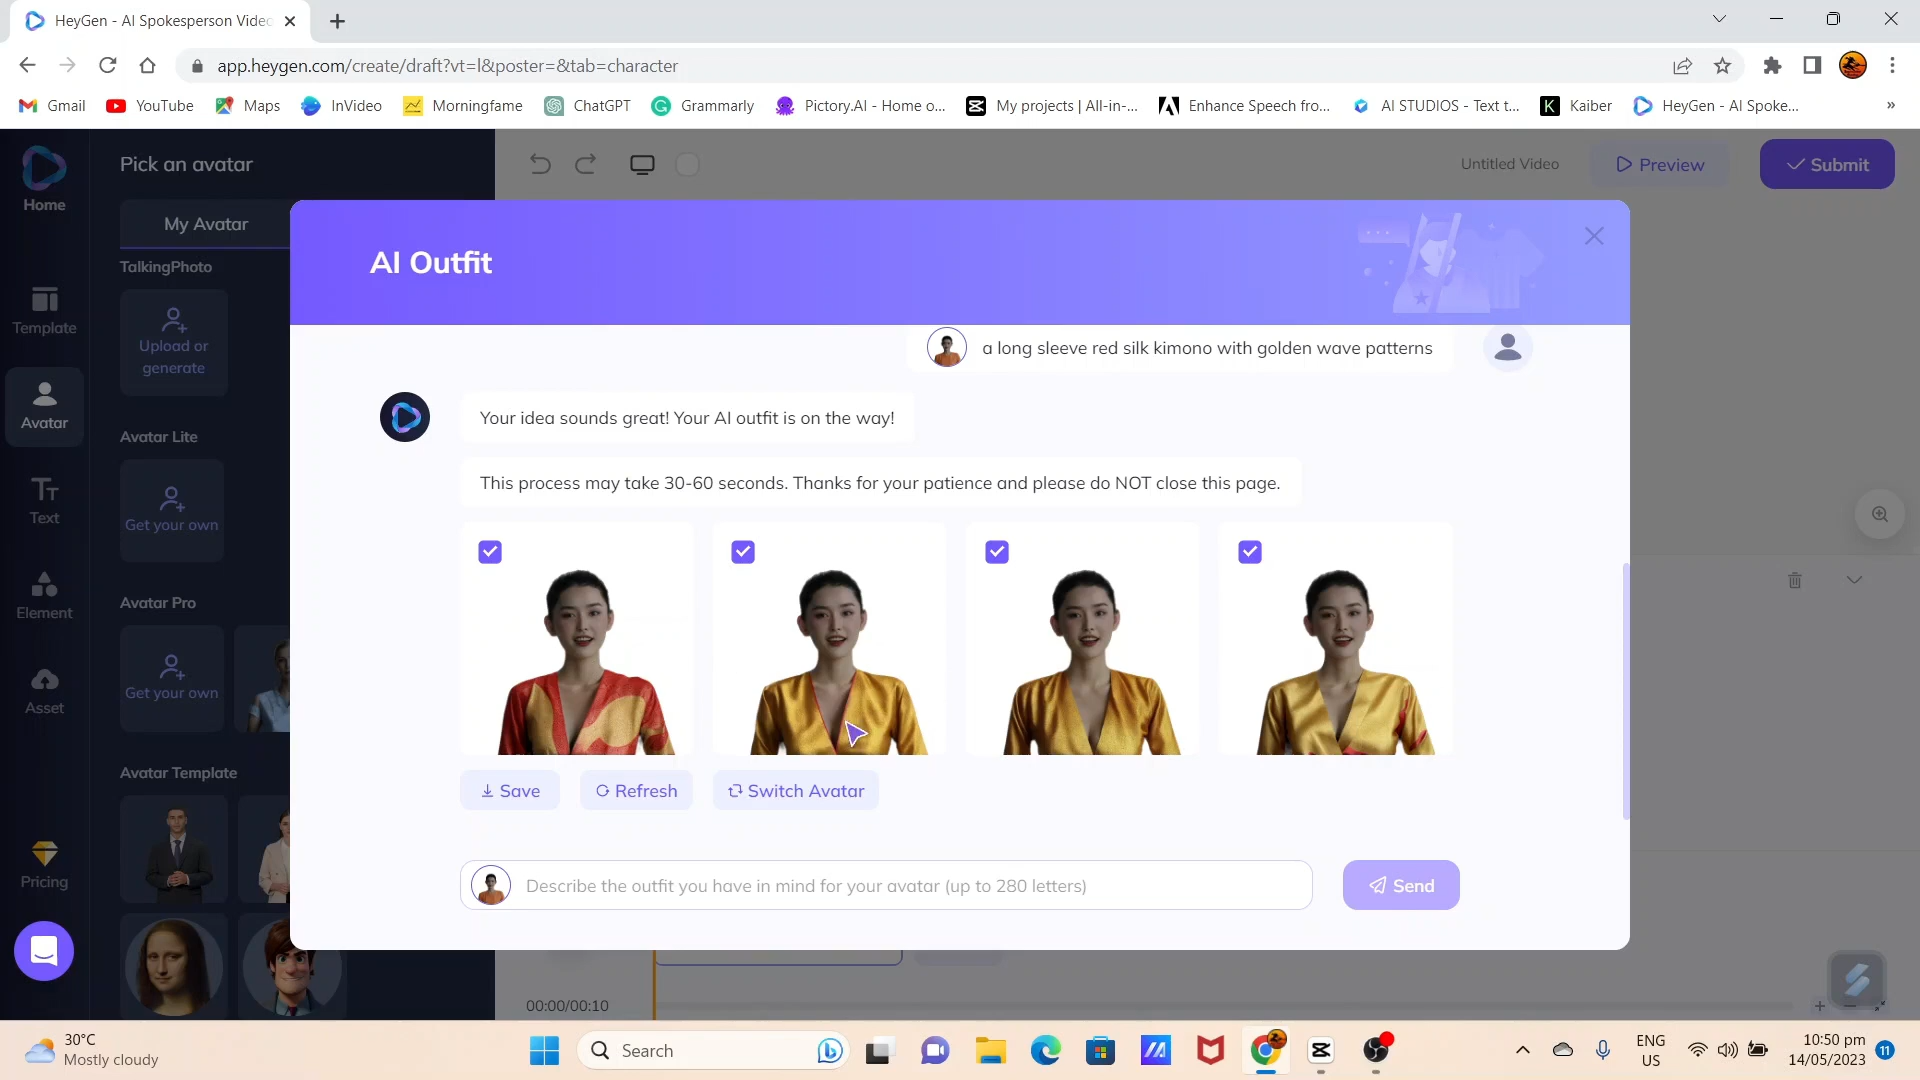 HeyGen - AI Spokesperson Videc
app.heygen.com/create/draft?vt=l&poster=&tab=character
Gmail
YouTube
Maps
InVideo
Morningfame
ChatGPT
Grammarly
Pictory.AI - Home o...
My projects | All-in-...
Enhance Speech fro...
AI STUDIOS - Text t...
Kaiber
HeyGen - AI Spoke...
»
Home
Template
Avatar
Text
Element
Asset
Pricing
Pick an avatar
My Avatar
TalkingPhoto
Upload or
generate
Avatar Lite
Get your own
Avatar Pro
Get your own
Avatar Template
Untitled Video
Preview
Submit
AI Outfit
a long sleeve red silk kimono with golden wave patterns
Your idea sounds great! Your AI outfit is on the way!
This process may take 30-60 seconds. Thanks for your patience and please do NOT close this page.
Save
Refresh
Switch Avatar
Describe the outfit you have in mind for your avatar (up to 280 letters)
Send
00:00/00:10
30°C
Mostly cloudy
Search
ENG
US
10:50 pm
14/05/2023
11